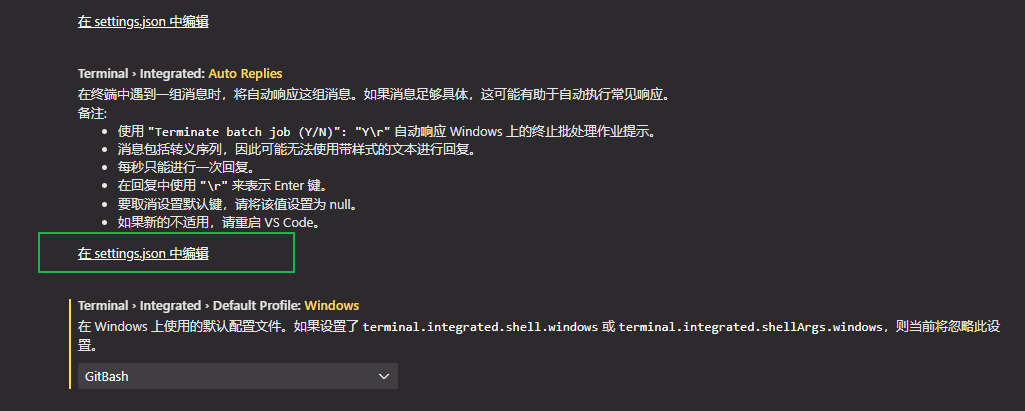 在 settings.json 中编辑
Terminal › Integrated: Auto Replies
在终端中遇到一组消息时，将自动响应这组消息。如果消息足够具体，这可能有助于自动执行常见响应。
备注:
• 使用 "Terminate batch job (Y/N)": "Y\r" 自动响应 Windows 上的终止批处理作业提示。
• 消息包括转义序列，因此可能无法使用带样式的文本进行回复。
• 每秒只能进行一次回复。
• 在回复中使用 "\r" 来表示 Enter 键。
• 要取消设置默认键，请将该值设置为 null。
• 如果新的不适用，请重启 VS Code。
在 settings.json 中编辑
Terminal › Integrated › Default Profile: Windows
在 Windows 上使用的默认配置文件。如果设置了 terminal.integrated.shell.windows 或 terminal.integrated.shellArgs.windows，则当前将忽略此设
置。
GitBash